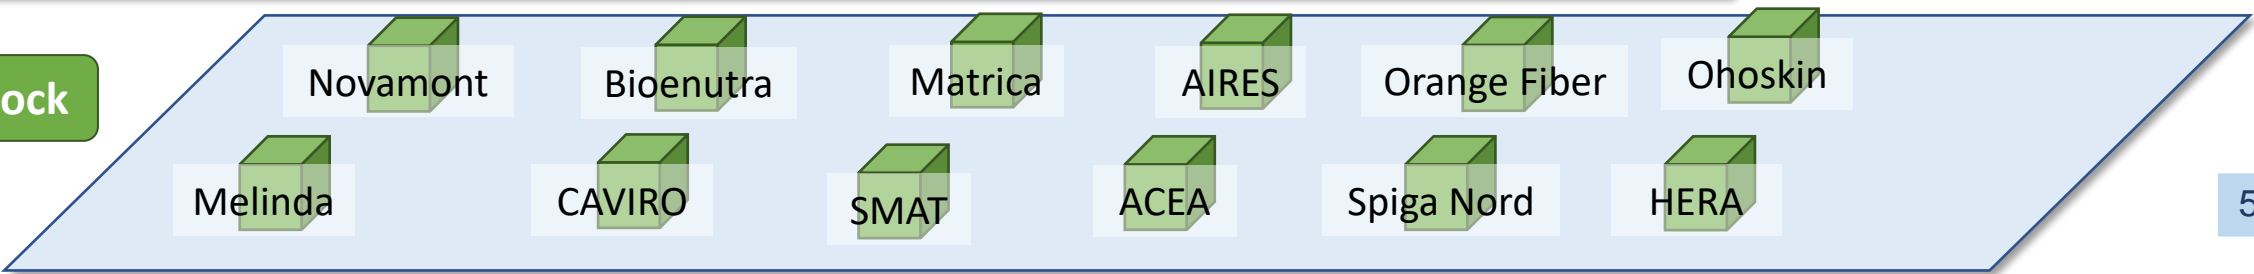 Novamont Bioenutra Matrica AIRES Orange Fiber Ohoskin
ock
Melinda CAVIRO SMAT ACEA Spiga Nord HERA
5